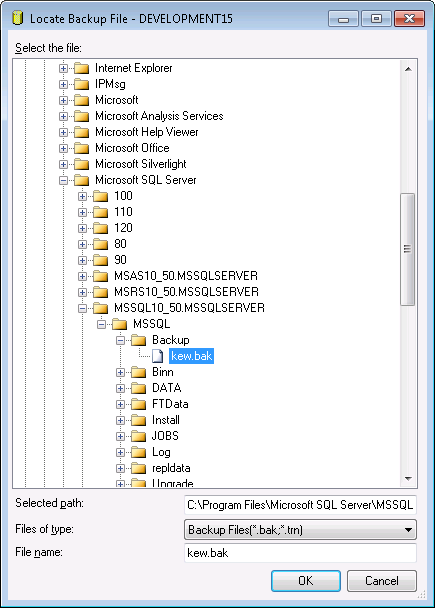 Locate Backup File - DEVELOPMENT15
Select the file:
Internet Explorer
IPMsg
Microsoft
Microsoft Analysis Services
Microsoft Help Viewer
Microsoft Office
Microsoft Silverlight
Microsoft SQL Server
100
110
120
80
90
MSAS10_50.MSSQLSERVER
MSRS10_50.MSSQLSERVER
MSSQL10_50.MSSQLSERVER
MSSQL
Backup
kew.bak
Binn
DATA
FTData
Install
JOBS
Log
repldata
Upgrade
Selected path: C:\Program Files\Microsoft SQL Server\MSSQL
Files of type: Backup Files(*.bak;*.trn)
File name: kew.bak
OK Cancel